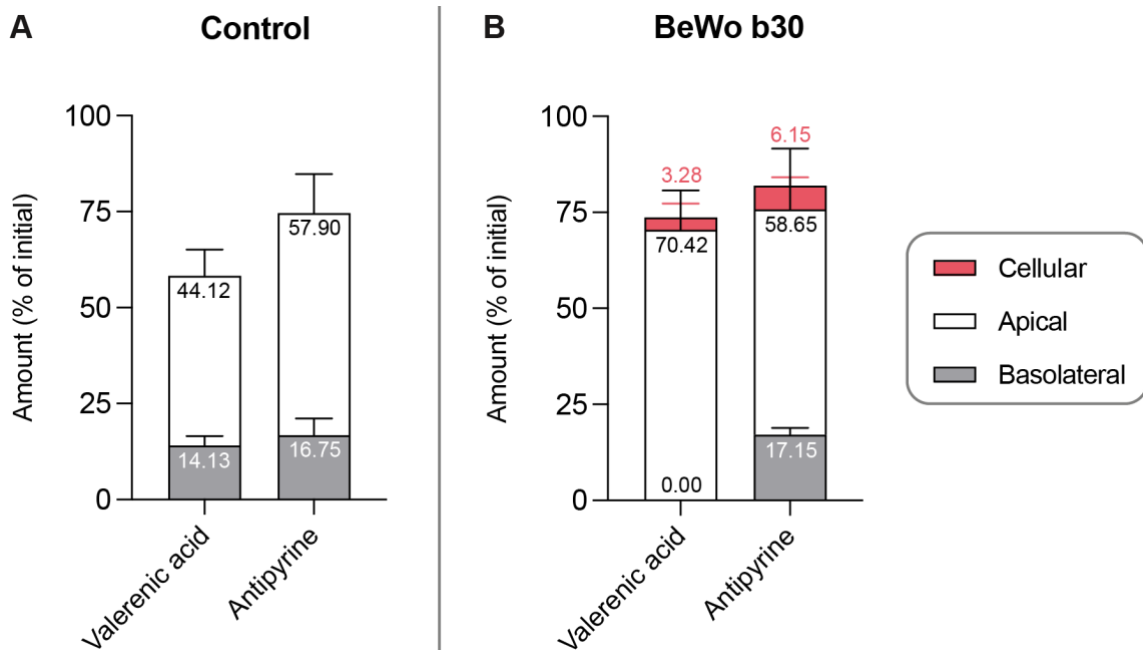 A
Control
B
BeWo b30
Amount (% of initial)
100
75
50
25
0
44.12
14.13
57.90
16.75
Valerenic acid
Antipyrine
Amount (% of initial)
100
75
50
25
0
3.28
70.42
0.00
6.15
58.65
17.15
Valerenic acid
Antipyrine
Cellular
Apical
Basolateral